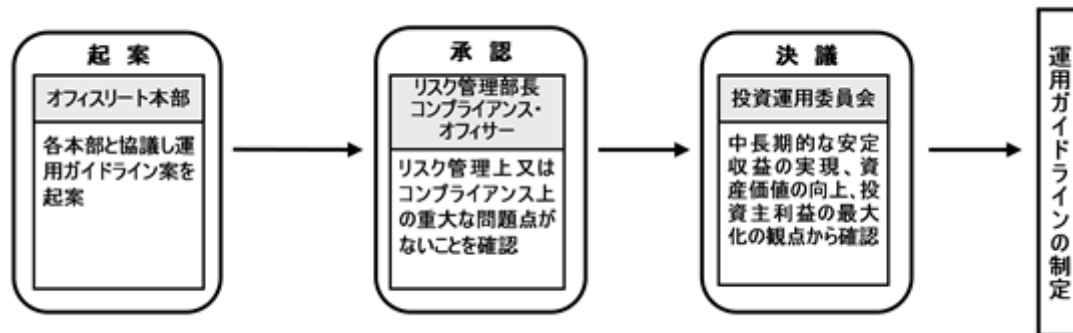 起 案
オフィスリート本部
各本部と協議し運
用ガイドライン案を
起案
承 認
リスク管理部長
コンプライアンス・
オフィサー
リスク管理上又は
コンプライアンス上
の重大な問題点が
ないことを確認
決 議
投資運用委員会
中長期的な安定
収益の実現、資
産価値の向上、投
資主利益の最大
化の観点から確認
運用ガイドラインの制定